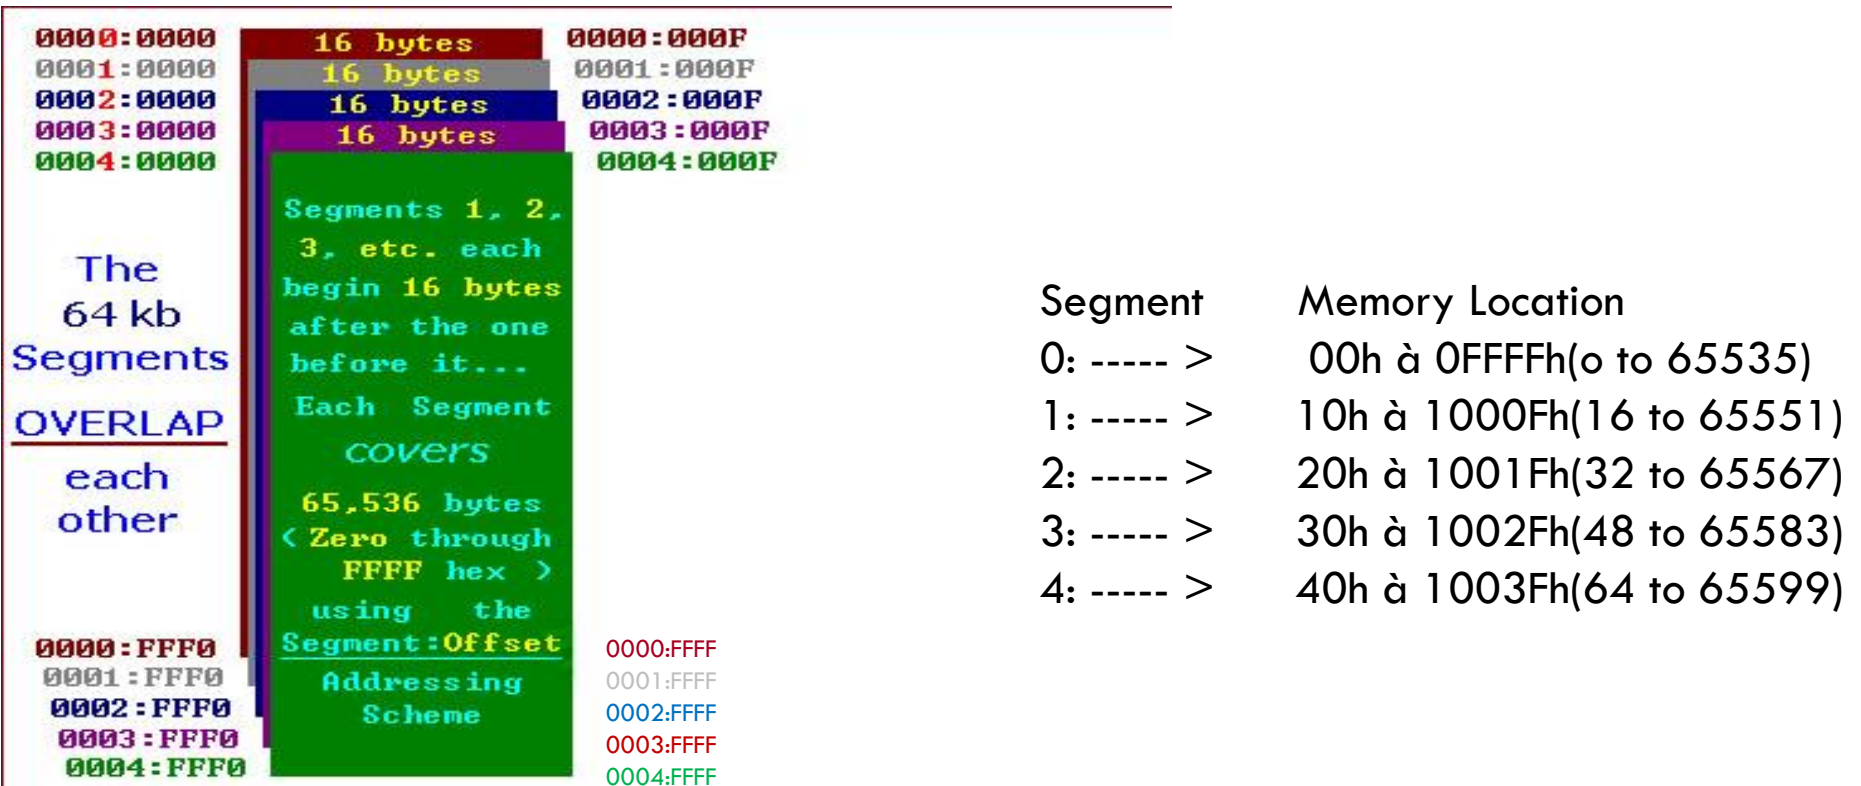 0000:0000 16 bytes 0000:000F
0001:0000 16 bytes 0001:000F
0002:0000 16 bytes 0002:000F
0003:0000 16 bytes 0003:000F
0004:0000 0004:000F
The
64 kb
Segments
OVERLAP
each
other
Segments 1, 2,
3, etc. each
begin 16 bytes
after the one
before it...
Each Segment
covers
65,536 bytes
(Zero through
FFFF hex )
using the
Segment:Offset
Addressing
Scheme
0000:FFF0 0000:FFFF
0001:FFF0 0001:FFFF
0002:FFF0 0002:FFFF
0003:FFF0 0003:FFFF
0004:FFF0 0004:FFFF
Segment Memory Location
0: ----- > 00h à 0FFFFh(o to 65535)
1: ----- > 10h à 1000Fh(16 to 65551)
2: ----- > 20h à 1001Fh(32 to 65567)
3: ----- > 30h à 1002Fh(48 to 65583)
4: ----- > 40h à 1003Fh(64 to 65599)